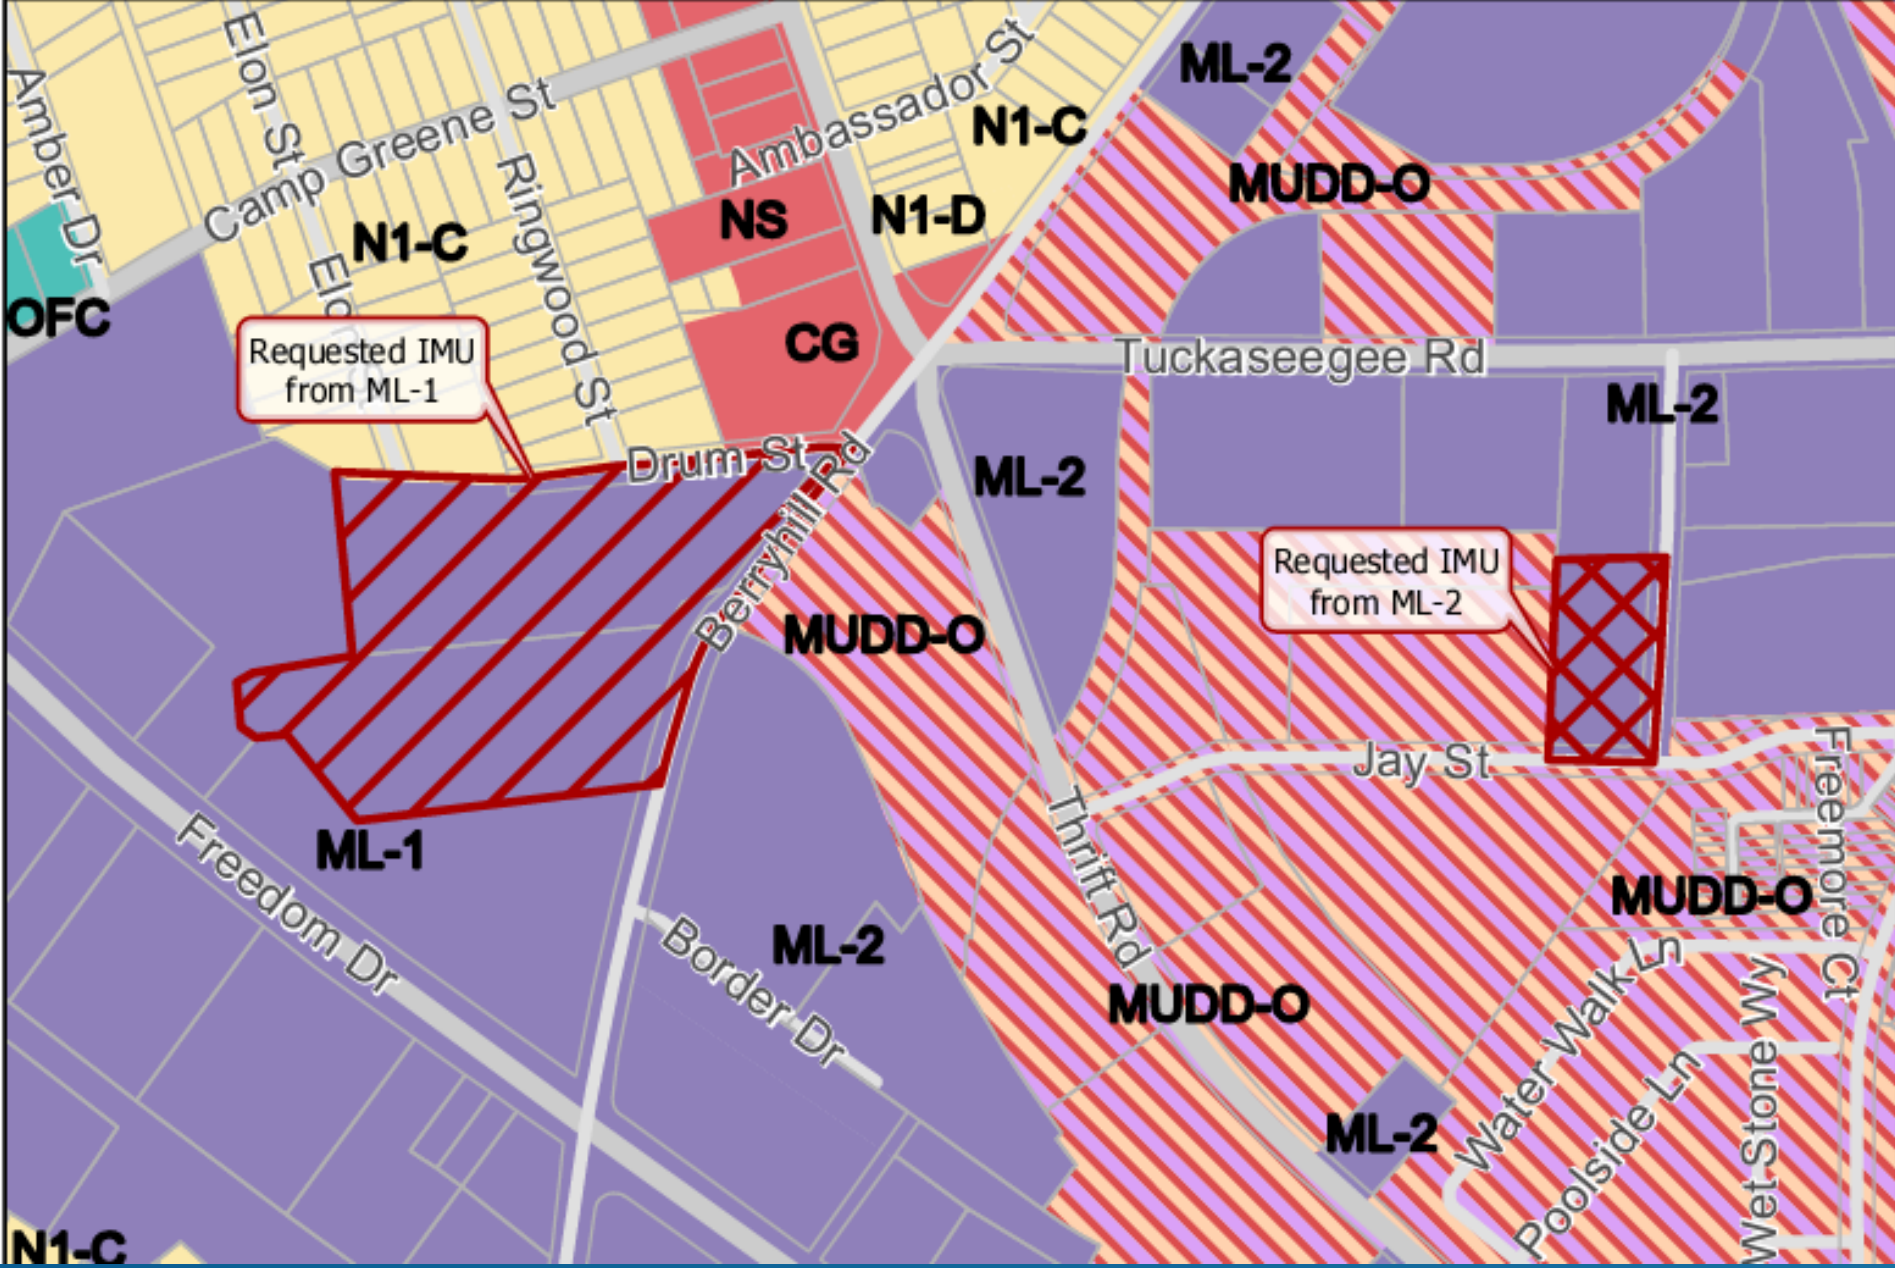 Elon St
Amber Dr
Camp Greene St
Ambassador St
ML-2
N1-C
MUDD-O
NS
N1-D
N1-C
Ringwood St
Elon S
OFC
CG
Requested IMU
from ML-1
Tuckaseegee Rd
ML-2
Drum St
Berryhill Rd
ML-2
Requested IMU
from ML-2
MUDD-O
Jay St
Freemore Ct
Thrift Rd
ML-1
Freedom Dr
MUDD-O
Border Dr
ML-2
MUDD-O
Water Walk Ln
Wet Stone Wy
Poolside Ln
ML-2
N1-C